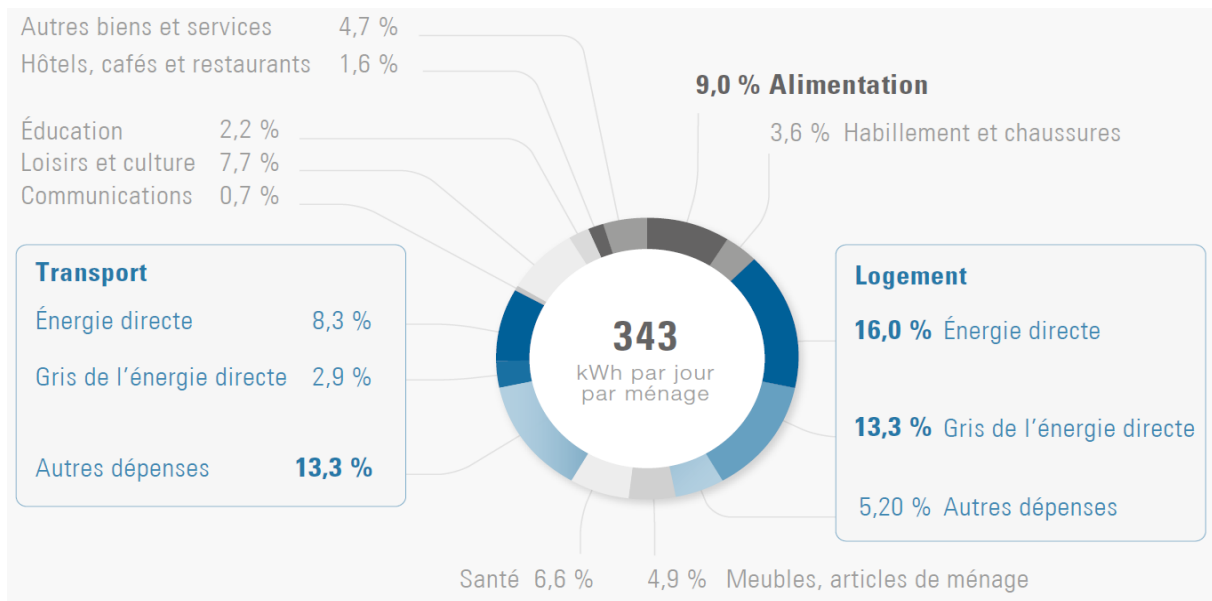 Autres biens et services 4,7 %
Hôtels, cafés et restaurants 1,6 %
Éducation 2,2 %
Loisirs et culture 7,7 %
Communications 0,7 %
9,0 % Alimentation
3,6 % Habillement et chaussures
Transport
Énergie directe 8,3 %
Gris de l'énergie directe 2,9 %
Autres dépenses 13,3 %
343
kWh par jour
par ménage
Logement
16,0 % Énergie directe
13,3 % Gris de l'énergie directe
5,20 % Autres dépenses
Santé 6,6 %
4,9 % Meubles, articles de ménage